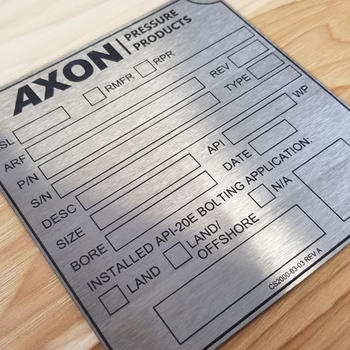 AXON PRESSURE
PRODUCTS
SL RMFR RPR
ARF REV
P/N TYPE
S/N
DESC API WP
SIZE DATE
BORE
INSTALLED API-20E BOLTING APPLICATION:
LAND LAND/ N/A
OFFSHORE
CS2000-03-03 REV A